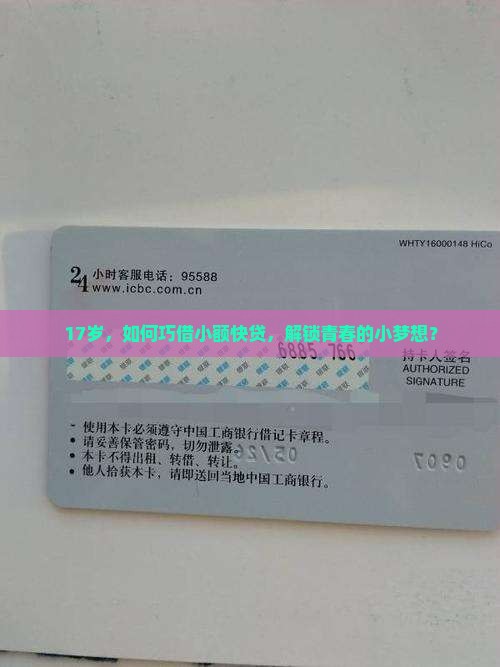 WHTY16000148 HiCo
24 小时客服电话：95588
www.icbc.com.cn
17岁，如何巧借小额快贷，解锁青春的小梦想？
6885 766
持卡人签名
AUTHORIZED
SIGNATURE
- 使用本卡必须遵守中国工商银行借记卡章程。
• 请妥善保管密码，切勿泄露。
• 本卡不得出租、转借、转让。
• 他人拾获本卡，请即送回当地中国工商银行。
05/26